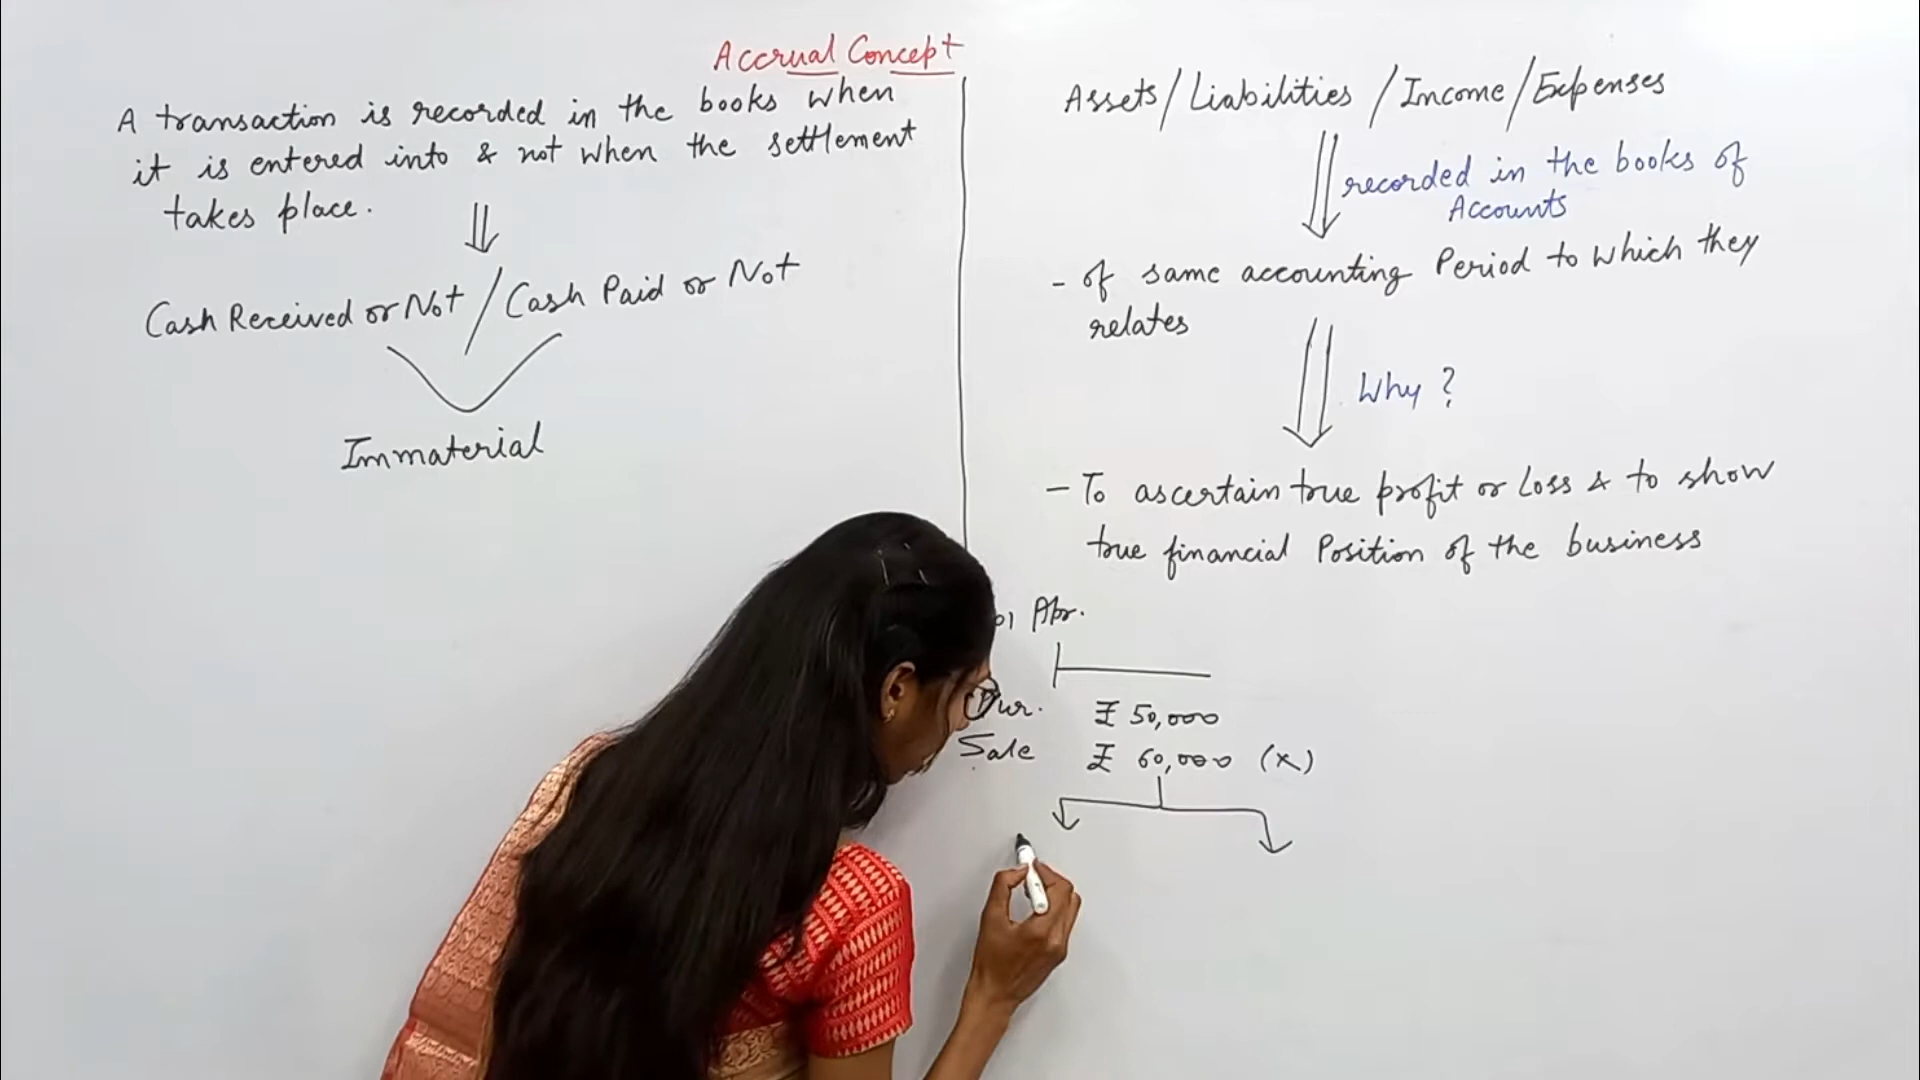 Accrual Concept
A transaction is recorded in the books when
it is entered into & not when the settlement
takes place.
Cash Received or Not / Cash Paid or Not
Immaterial
Assets / Liabilities / Income / Expenses
recorded in the books of
Accounts
- of same accounting Period to which they
relates
Why ?
- To ascertain true profit or Loss & to show
true financial Position of the business
Apr.
Pur. ₹ 50,000
Sale ₹ 60,000 (x)